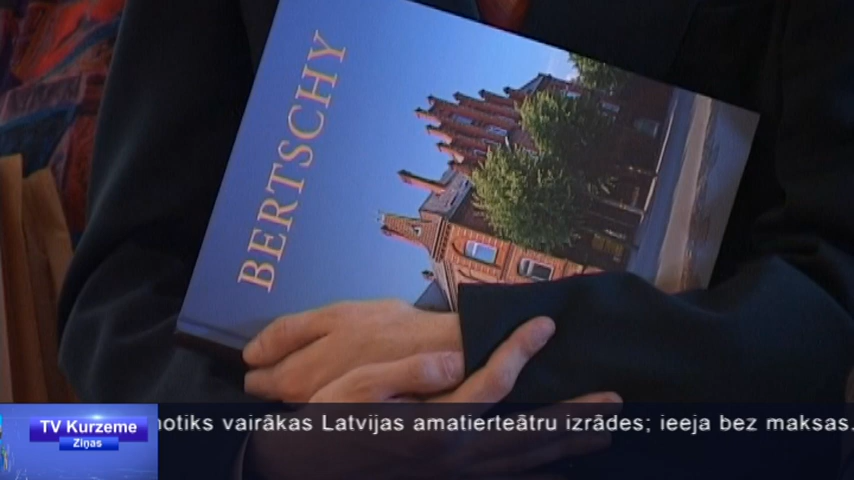 BERTSCHY
TV Kurzeme
Ziņas
notiks vairākas Latvijas amatierteātru izrādes; ieeja bez maksas.